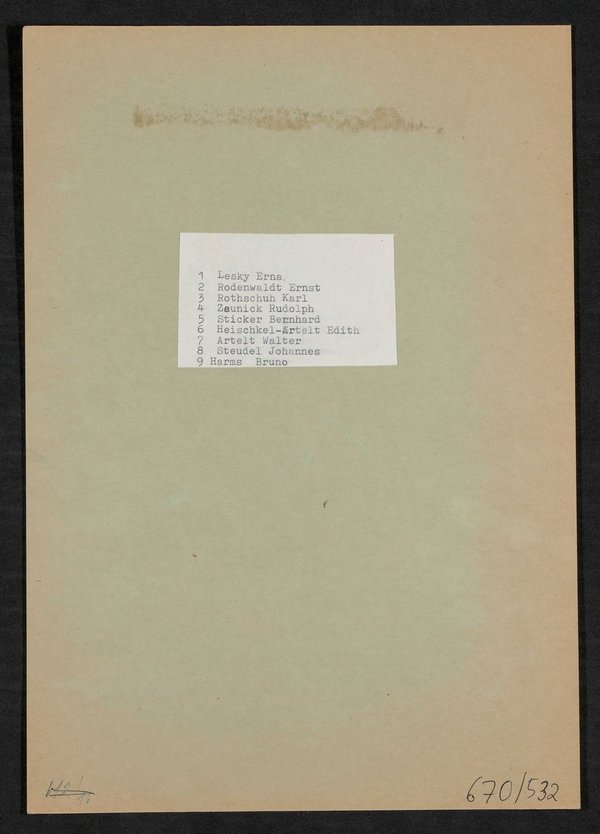 1 Lesky Erna
2 Rodenwaldt Ernst
3 Rothschuh Karl
4 Zaunick Rudolph
5 Sticker Bernhard
6 Heischkel-Artelt Edith
7 Artelt Walter
8 Steudel Johannes
9 Harms Bruno
670/532